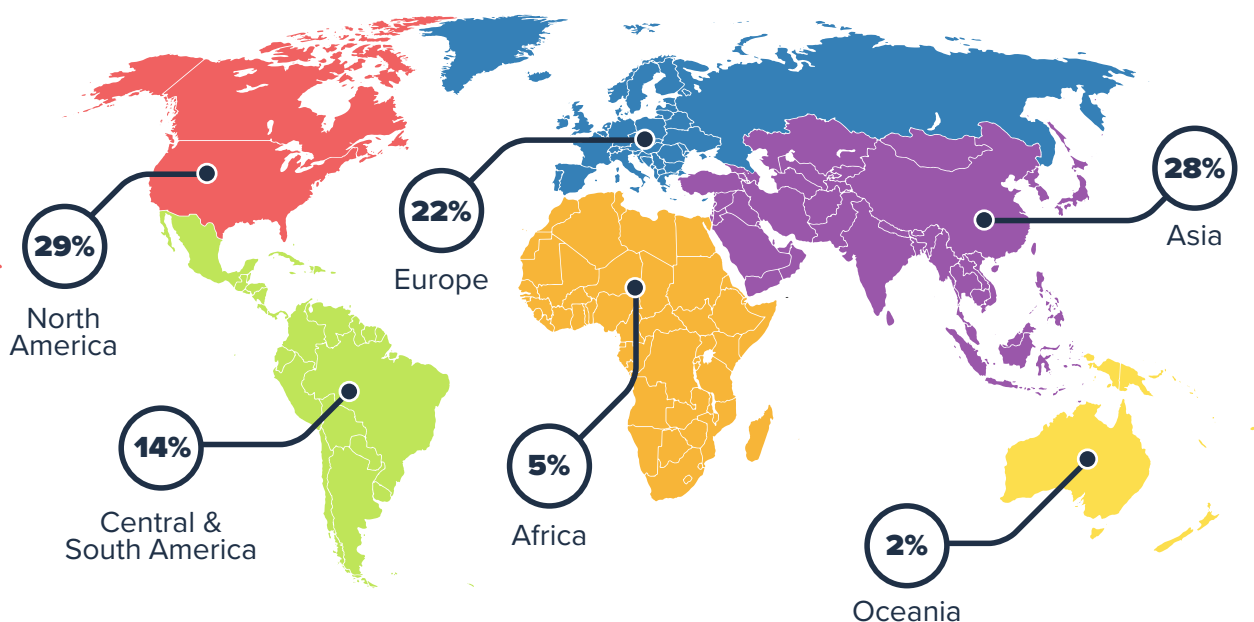 29%
North
America
22%
Europe
28%
Asia
14%
Central &
South America
5%
Africa
2%
Oceania